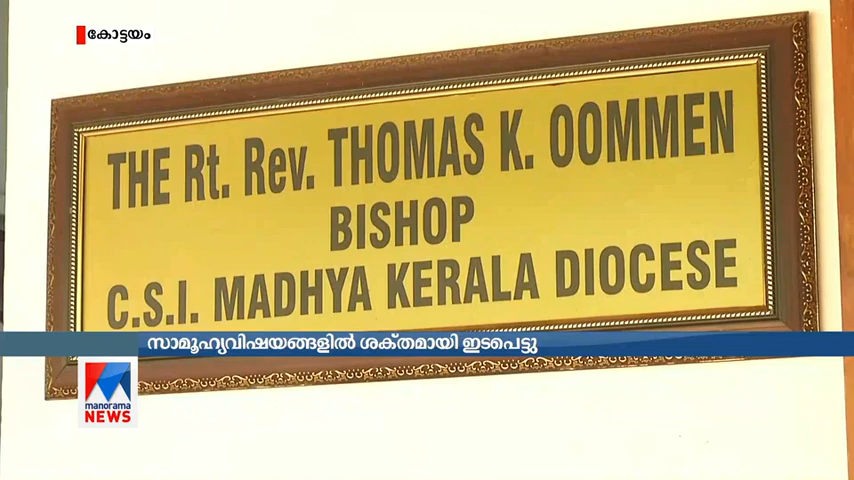 കോട്ടയം
THE Rt. Rev. THOMAS K. OOMMEN
BISHOP
C.S.I. MADHYA KERALA DIOCESE
സാമൂഹ്യവിഷയങ്ങളിൽ ശക്തമായി ഇടപെട്ടു
manorama
NEWS